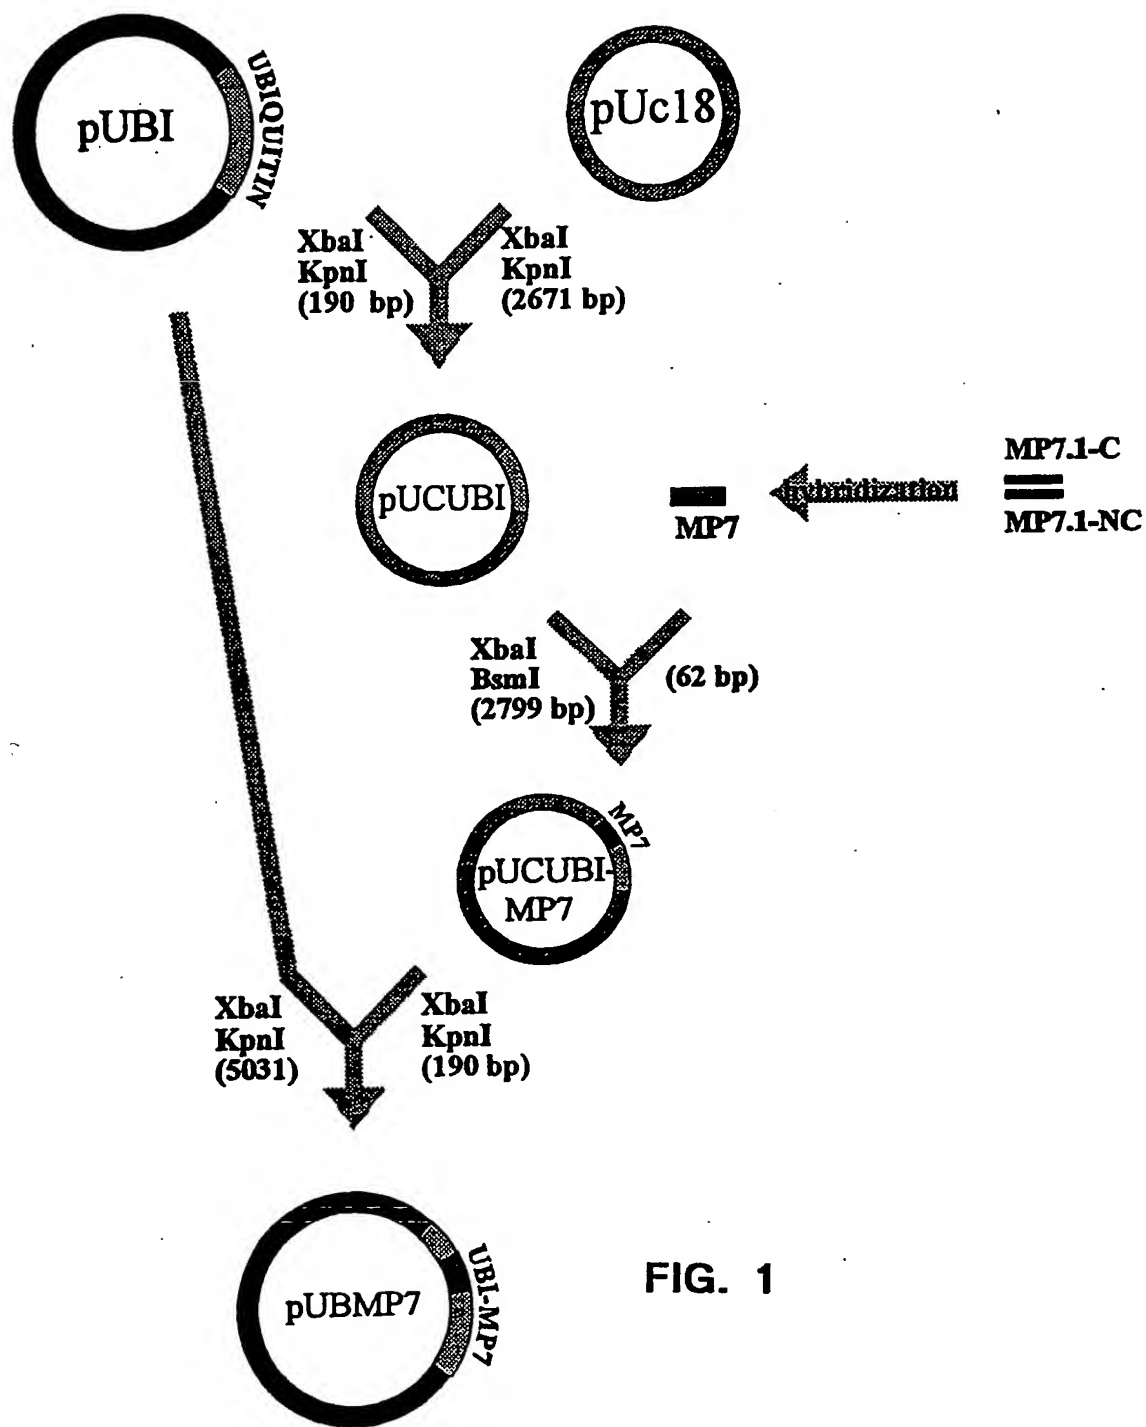 pUBI
UBIQUITIN
pUc18
XbaI
KpnI
(190 bp)
XbaI
KpnI
(2671 bp)
pUCUBI
MP7
hybridization
MP7.1-C
MP7.1-NC
XbaI
BsmI
(2799 bp)
(62 bp)
MP7
pUCUBI-
MP7
XbaI
KpnI
(5031)
XbaI
KpnI
(190 bp)
pUBMP7
UBI-MP7
FIG. 1